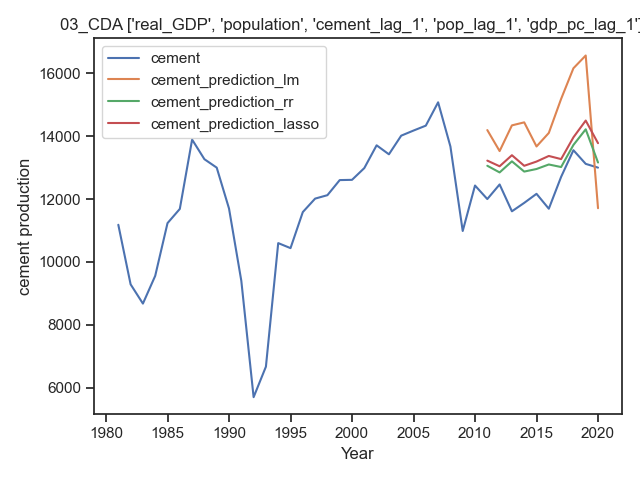 03_CDA ['real_GDP', 'population', 'cement_lag_1', 'pop_lag_1', 'gdp_pc_lag_1']
cement
cement_prediction_lm
cement_prediction_rr
cement_prediction_lasso
16000
14000
12000
10000
8000
6000
cement production
1980 1985 1990 1995 2000 2005 2010 2015 2020
Year